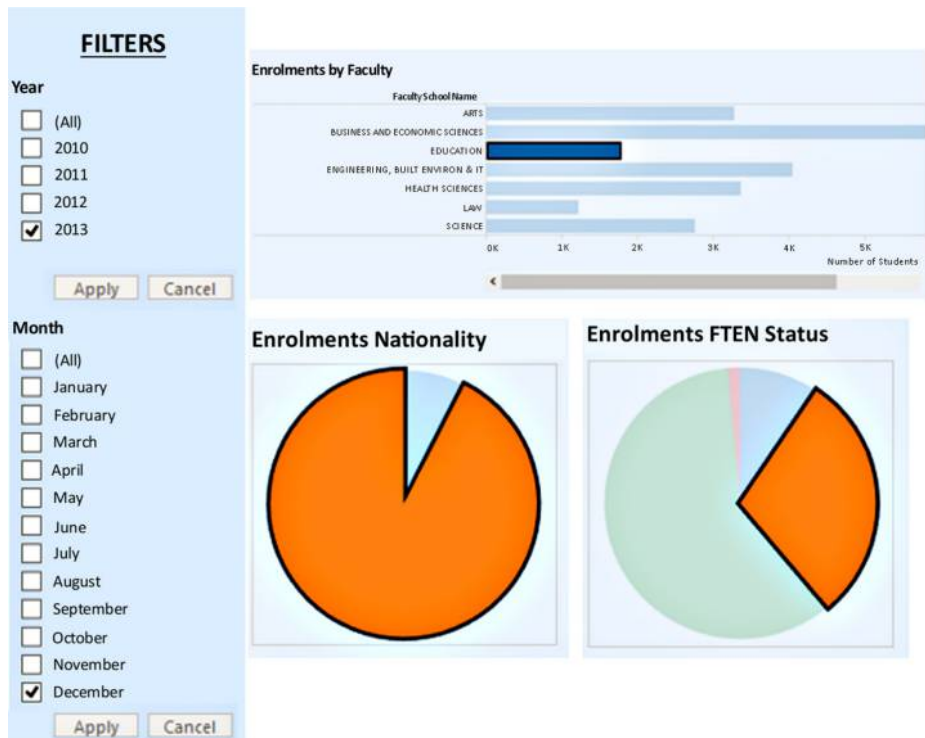 FILTERS
Year
(All)
2010
2011
2012
2013
Apply Cancel
Month
(All)
January
February
March
April
May
June
July
August
September
October
November
December
Apply Cancel
Enrolments by Faculty
Faculty School Name
ARTS
BUSINESS AND ECONOMIC SCIENCES
EDUCATION
ENGINEERING, BUILT ENVIRON & IT
HEALTH SCIENCES
LAW
SCIENCE
0K 1K 2K 3K 4K 5K
Number of Students
Enrolments Nationality
Enrolments FTEN Status